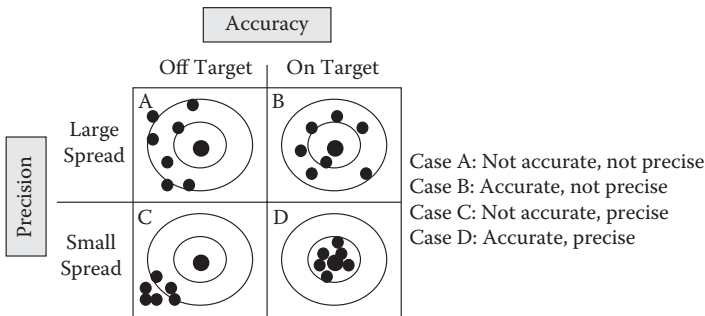 Accuracy
Off Target
On Target
Precision
Large
Spread
A
B
Small
Spread
C
D
Case A: Not accurate, not precise
Case B: Accurate, not precise
Case C: Not accurate, precise
Case D: Accurate, precise